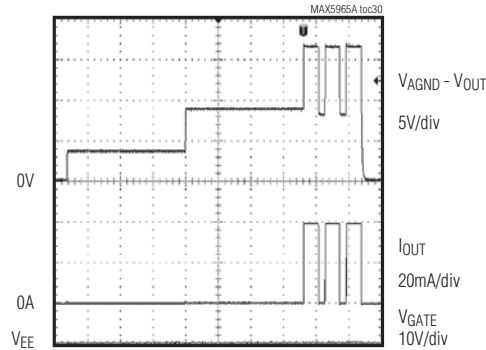 MAX5965A toc30
VAGND - VOUT
5V/div
0V
IOUT
20mA/div
0A
VGATE
10V/div
VEE